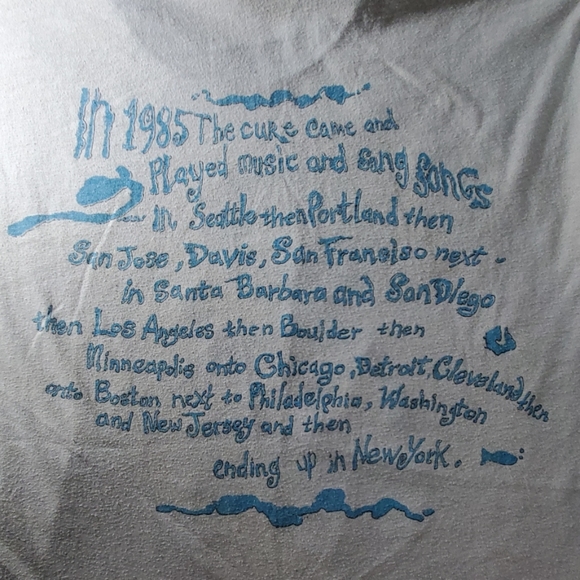 In 1985 The cure came and
Played music and sang songs
in Seattle then Portland then
San Jose, Davis, San Fransiso next -
in Santa Barbara and San Diego
then Los Angeles then Boulder then
Minneapolis onto Chicago, Detroit, Cleveland, then
onto Boston next to Philadelphia, Washington
and New Jersey and then
ending up in New York.